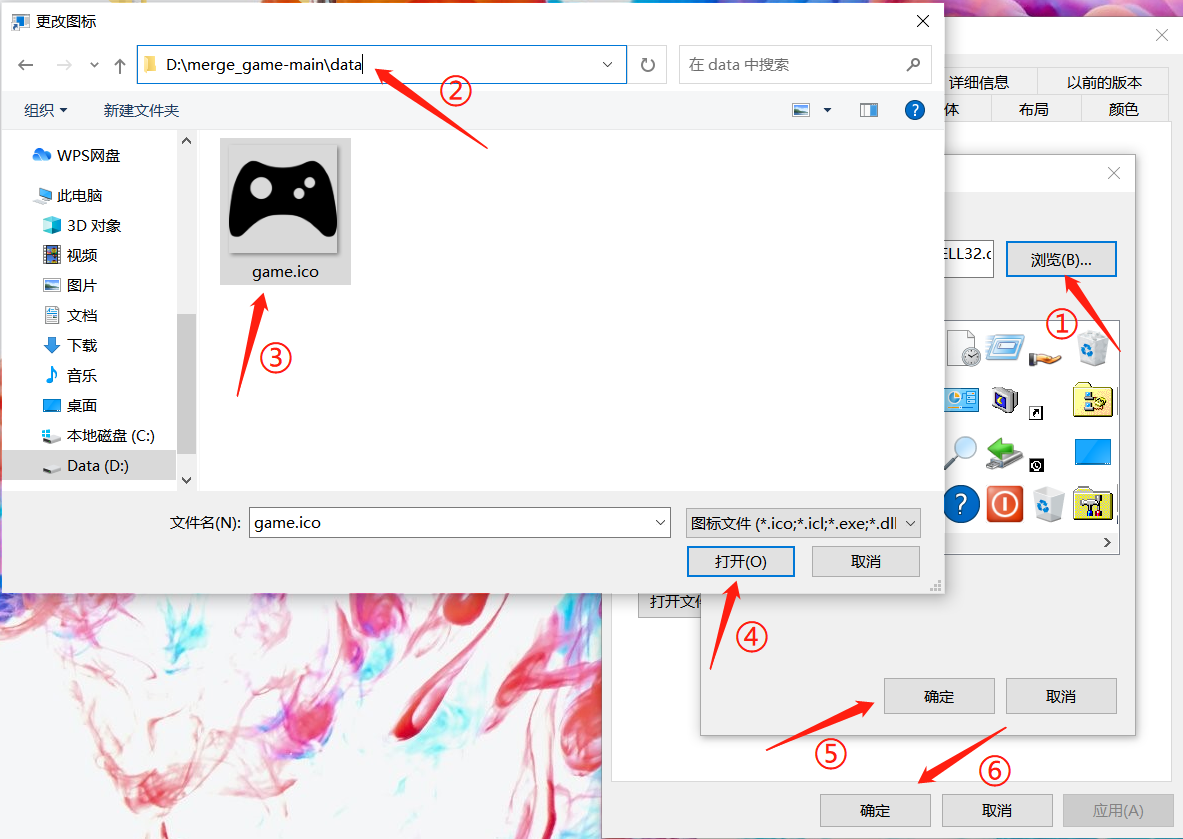 更改图标
D:\merge_game-main\data
②
在 data 中搜索
组织
新建文件夹
?
WPS网盘
此电脑
3D 对象
视频
图片
文档
下载
音乐
桌面
本地磁盘 (C:)
Data (D:)
game.ico
③
文件名(N):
game.ico
图标文件 (*.ico;*.icl;*.exe;*.dll
打开(O)
取消
④
详细信息
以前的版本
体
布局
颜色
ELL32.d
浏览(B)...
①
?
打开文件
确定
取消
⑤
⑥
确定
取消
应用(A)